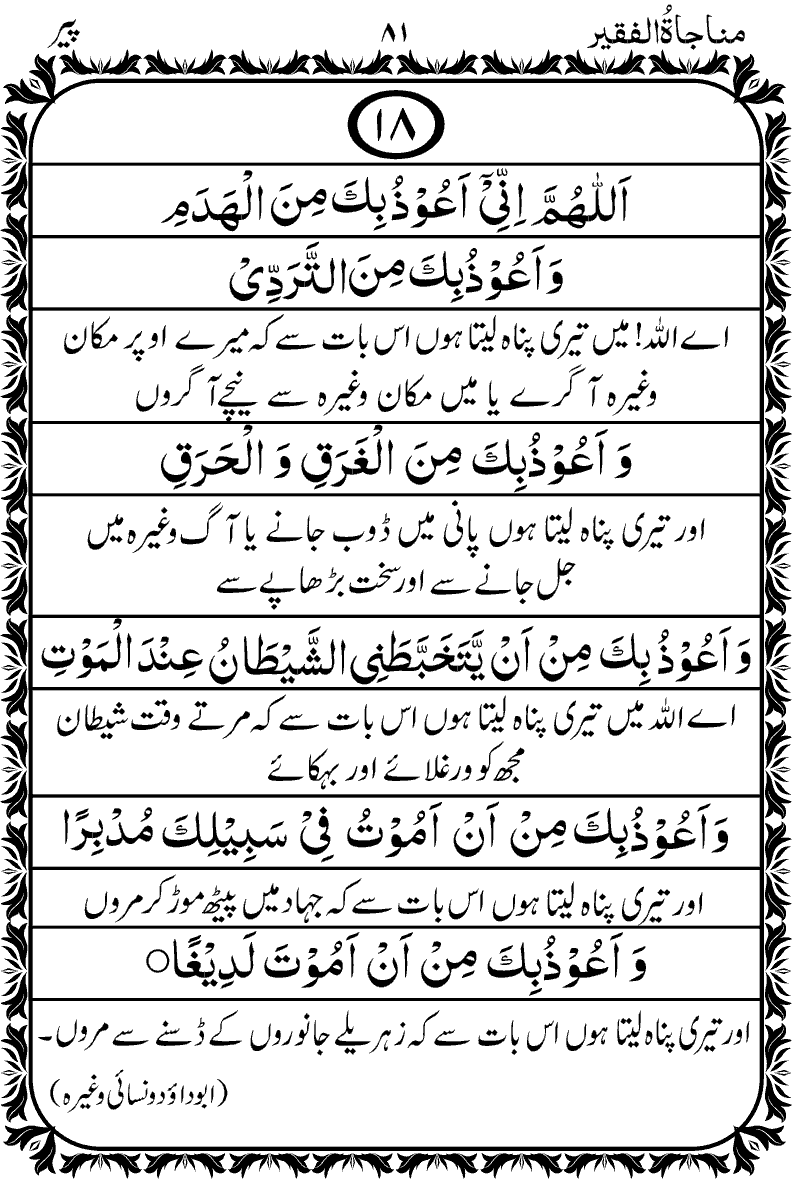 مناجاۃُالفقیر
۸۱
پیر
۱۸
اَللّٰهُمَّ اِنِّیْٓ اَعُوْذُبِكَ مِنَ الْهَدَمِ
وَاَعُوْذُبِكَ مِنَ التَّرَدِّیْ
اے اللہ! میں تیری پناہ لیتا ہوں اس بات سے کہ میرے اوپر مکان
وغیرہ آ گرے یا میں مکان وغیرہ سے نیچے آ گروں
وَ اَعُوْذُبِكَ مِنَ الْغَرَقِ وَ الْحَرَقِ
اور تیری پناہ لیتا ہوں پانی میں ڈوب جانے یا آ گ وغیرہ میں
جل جانے سے اور سخت بڑھاپے سے
وَ اَعُوْذُ بِكَ مِنْ اَنْ يَّتَخَبَّطَنِی الشَّيْطَانُ عِنْدَ الْمَوْتِ
اے اللہ میں تیری پناہ لیتا ہوں اس بات سے کہ مرتے وقت شیطان
مجھ کو ورغلائے اور بہکائے
وَاَعُوْذُبِكَ مِنْ اَنْ اَمُوْتُ فِیْ سَبِيْلِكَ مُدْبِرًا
اور تیری پناہ لیتا ہوں اس بات سے کہ جہاد میں پیٹھ موڑ کر مروں
وَ اَعُوْذُبِكَ مِنْ اَنْ اَمُوْتَ لَدِيْغًا○
اور تیری پناہ لیتا ہوں اس بات سے کہ زہریلے جانوروں کے ڈسنے سے مروں۔
(ابوداؤد و نسائی وغیرہ)